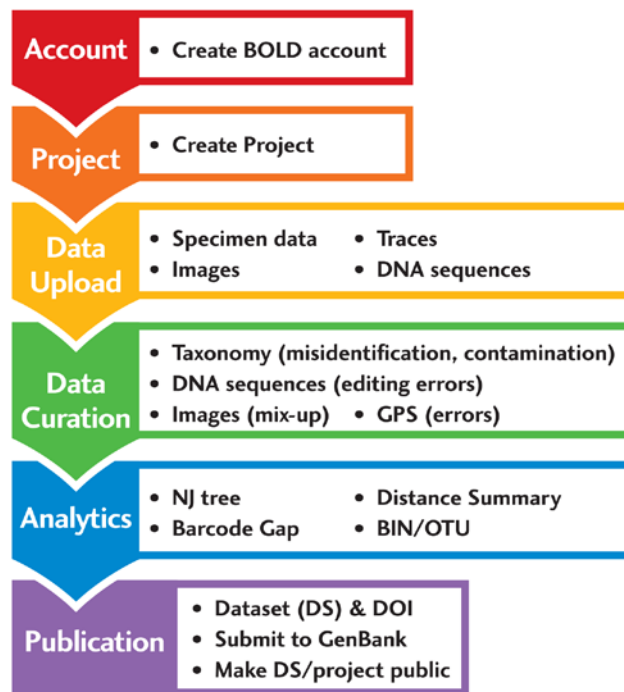 Account
• Create BOLD account
Project
• Create Project
Data
Upload
• Specimen data • Traces
• Images • DNA sequences
Data
Curation
• Taxonomy (misidentification, contamination)
• DNA sequences (editing errors)
• Images (mix-up) • GPS (errors)
Analytics
• NJ tree • Distance Summary
• Barcode Gap • BIN/OTU
Publication
• Dataset (DS) & DOI
• Submit to GenBank
• Make DS/project public